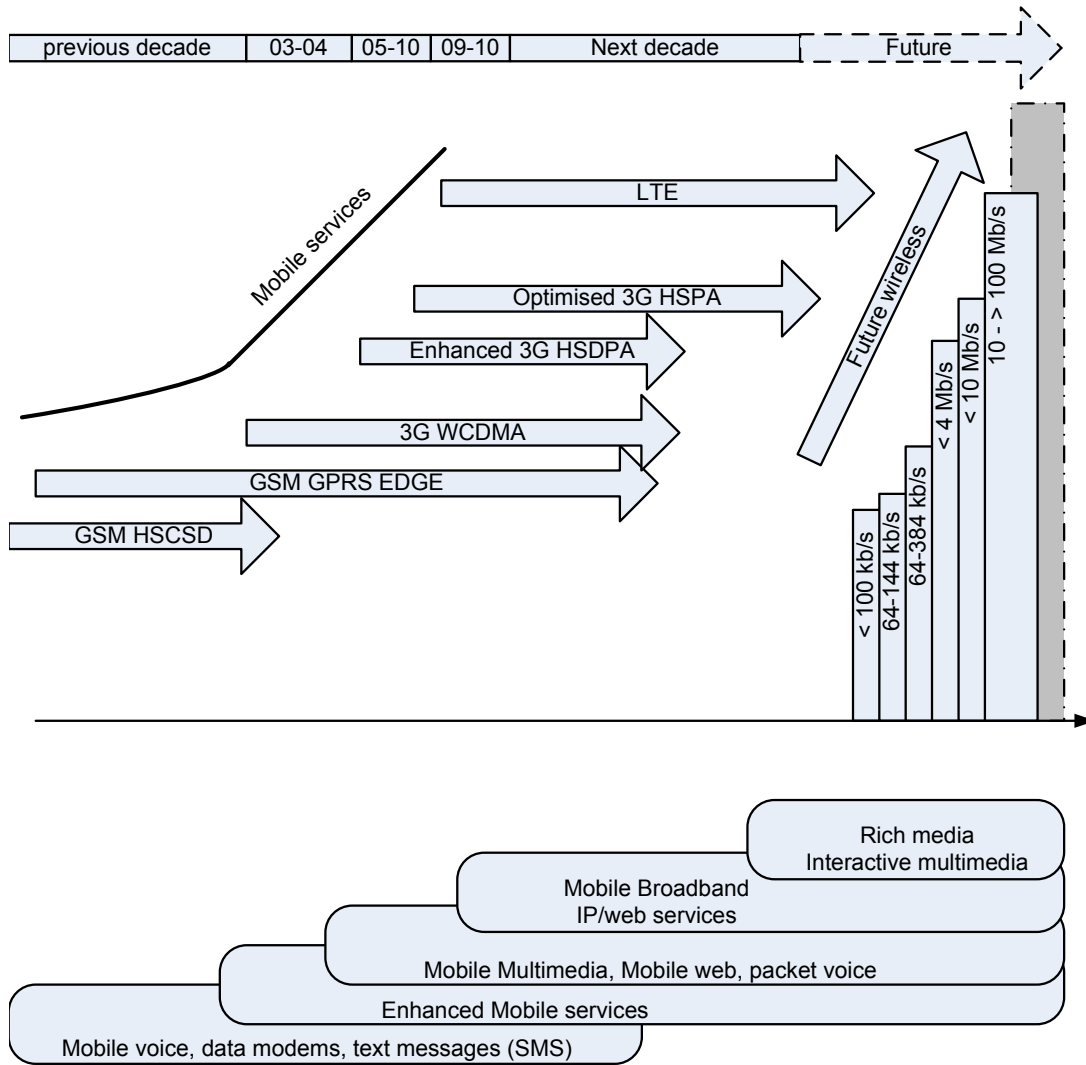 previous decade
03-04
05-10
09-10
Next decade
Future
Mobile services
LTE
Optimised 3G HSPA
Enhanced 3G HSDPA
3G WCDMA
GSM GPRS EDGE
GSM HSCSD
Future wireless
< 100 kb/s
64-144 kb/s
64-384 kb/s
< 4 Mb/s
< 10 Mb/s
10 - > 100 Mb/s
Rich media
Interactive multimedia
Mobile Broadband
IP/web services
Mobile Multimedia, Mobile web, packet voice
Enhanced Mobile services
Mobile voice, data modems, text messages (SMS)